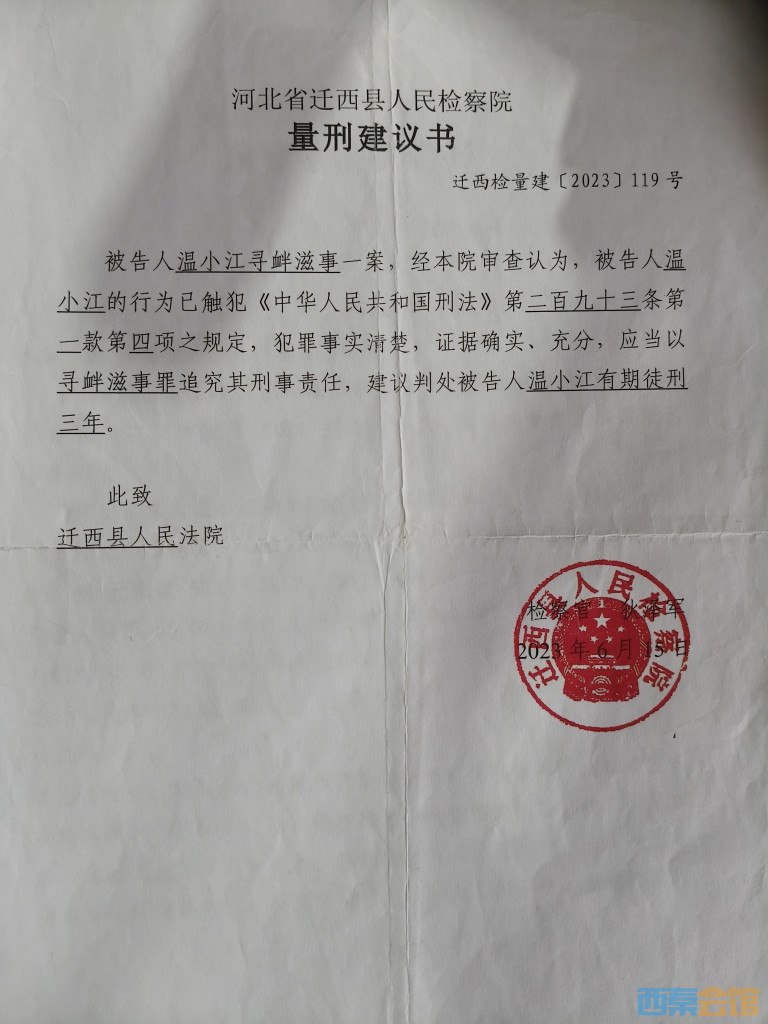 河北省迁西县人民检察院
量刑建议书
迁西检量建〔2023〕119号
被告人温小江寻衅滋事一案，经本院审查认为，被告人温
小江的行为已触犯《中华人民共和国刑法》第二百九十三条第
一款第四项之规定，犯罪事实清楚，证据确实、充分，应当以
寻衅滋事罪追究其刑事责任，建议判处被告人温小江有期徒刑
三年。
此致
迁西县人民法院
迁西县人民检察院
检察官 狄泽军
2023年6月15日
西秦会馆